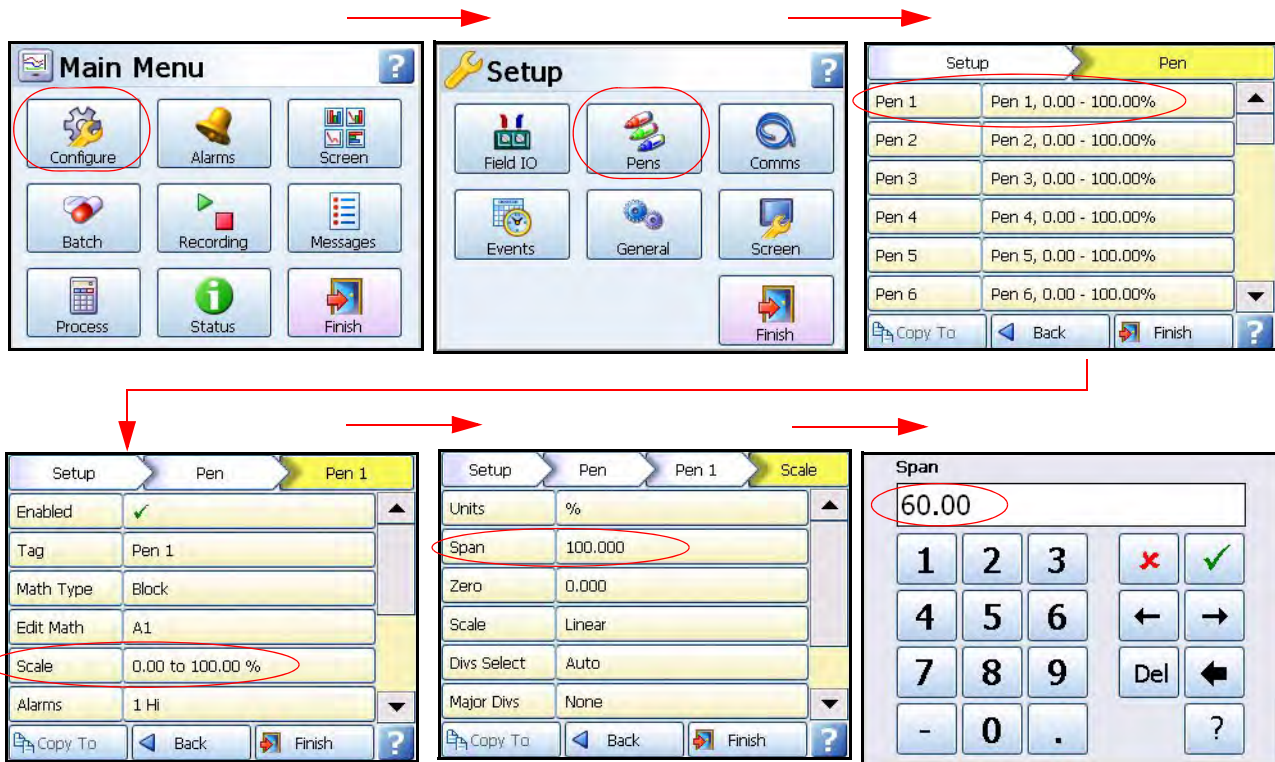 Main Menu ?
Configure Alarms Screen
Batch Recording Messages
Process Status Finish
Setup ?
Field IO Pens Comms
Events General Screen
Finish
Setup Pen
Pen 1 Pen 1, 0.00 - 100.00%
Pen 2 Pen 2, 0.00 - 100.00%
Pen 3 Pen 3, 0.00 - 100.00%
Pen 4 Pen 4, 0.00 - 100.00%
Pen 5 Pen 5, 0.00 - 100.00%
Pen 6 Pen 6, 0.00 - 100.00%
Copy To Back Finish ?
Setup Pen Pen 1
Enabled
Tag Pen 1
Math Type Block
Edit Math A1
Scale 0.00 to 100.00 %
Alarms 1 Hi
Copy To Back Finish ?
Setup Pen Pen 1 Scale
Units %
Span 100.000
Zero 0.000
Scale Linear
Divs Select Auto
Major Divs None
Copy To Back Finish ?
Span
60.00
1 2 3
4 5 6
7 8 9 Del
- 0 . ?